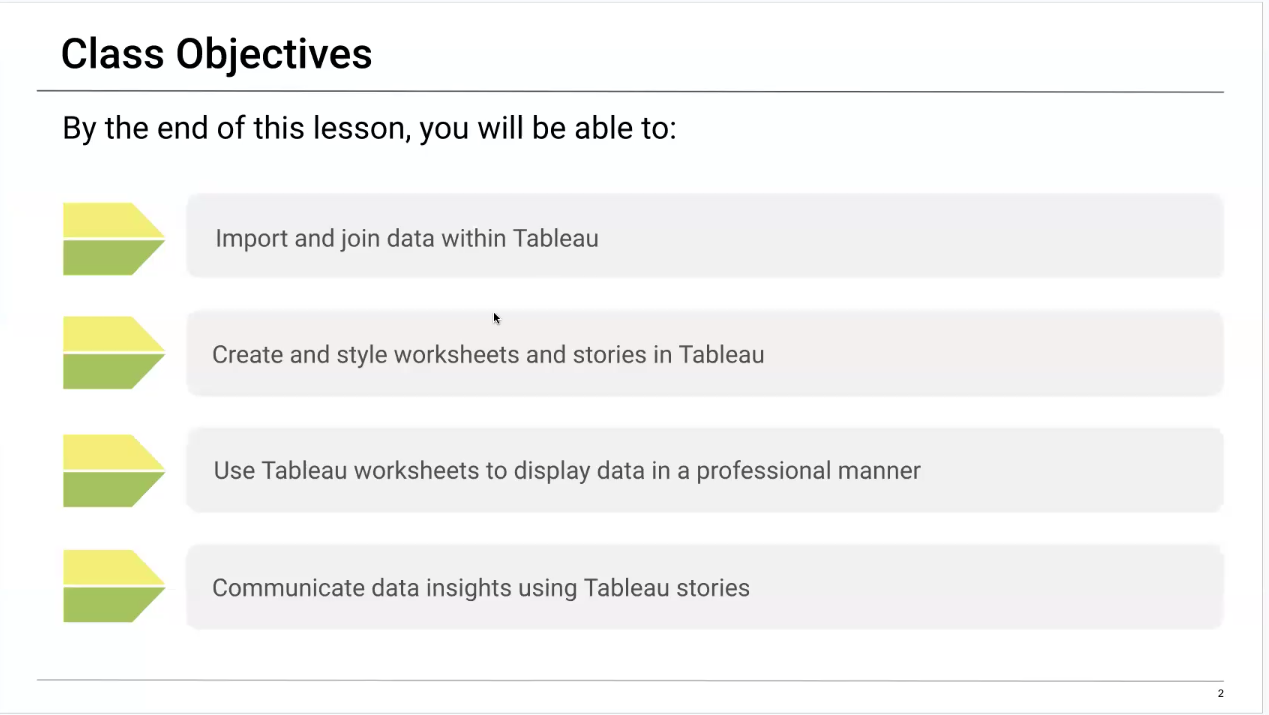 Class Objectives
By the end of this lesson, you will be able to:
Import and join data within Tableau
Create and style worksheets and stories in Tableau
Use Tableau worksheets to display data in a professional manner
Communicate data insights using Tableau stories
2